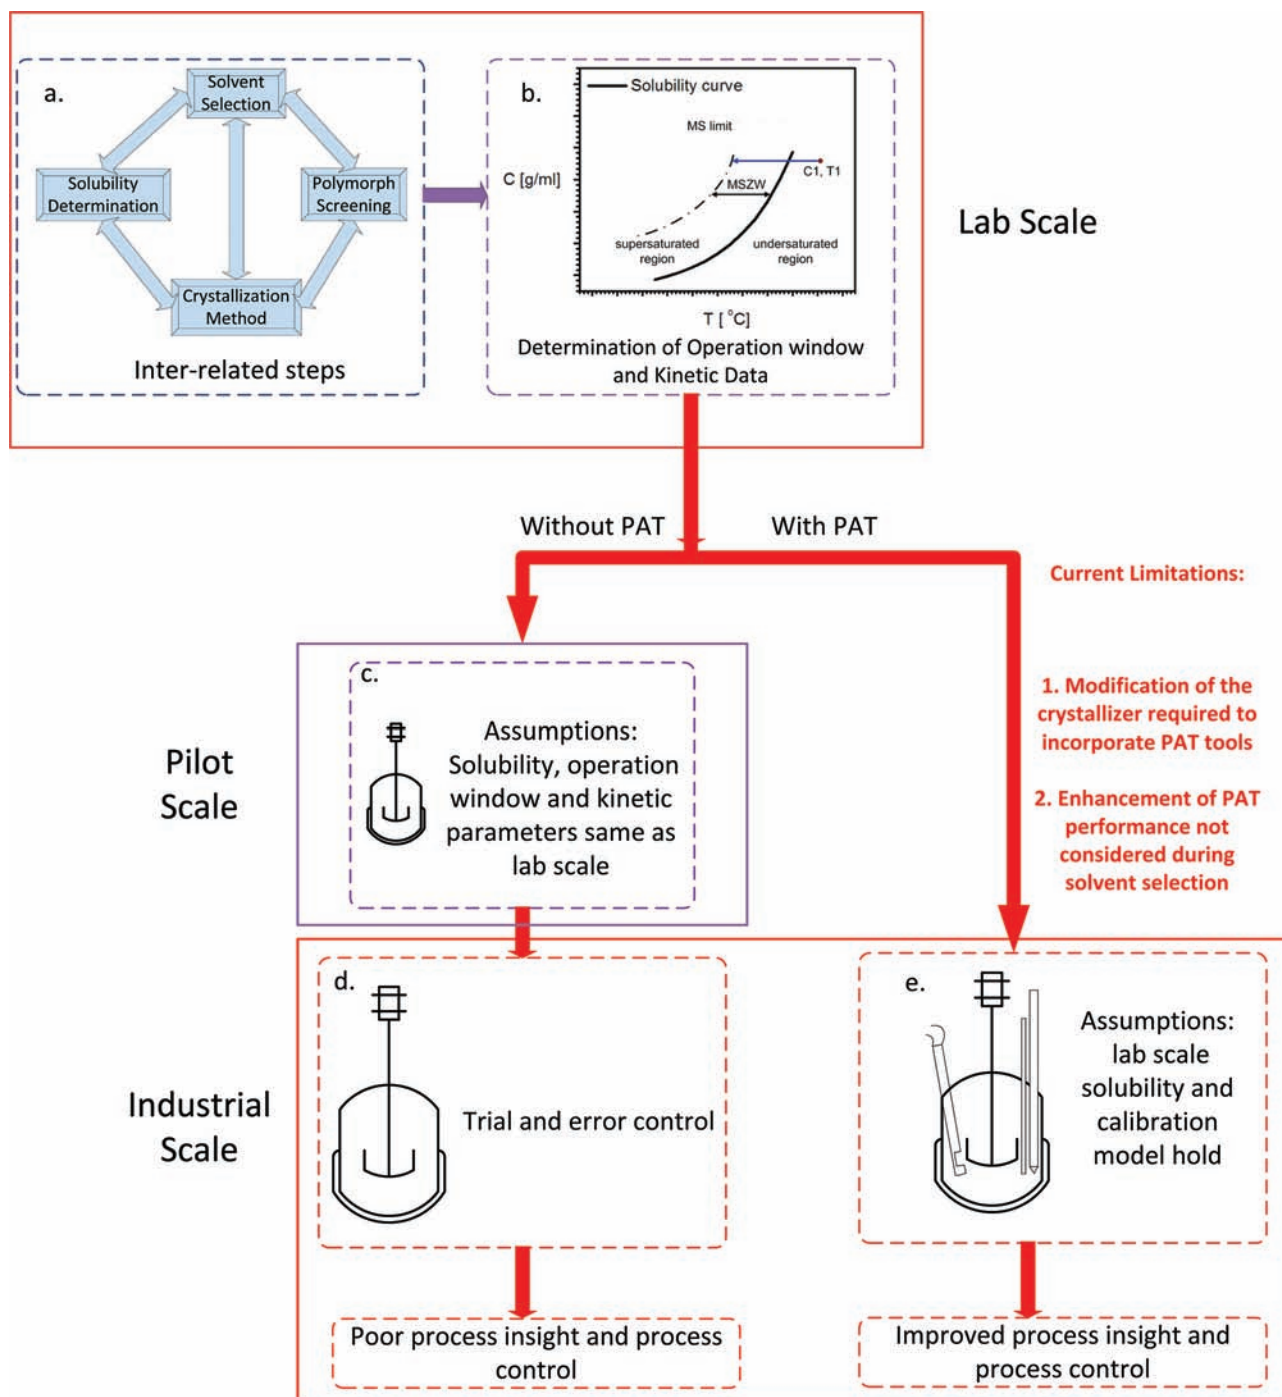 a.
Solvent
Selection
Solubility
Determination
Polymorph
Screening
Crystallization
Method
Inter-related steps
b.
Solubility curve
MS limit
C1, T1
C [g/ml]
MSZW
supersaturated
region
undersaturated
region
T [ °C]
Determination of Operation window
and Kinetic Data
Lab Scale
Without PAT
With PAT
Current Limitations:
1. Modification of the
crystallizer required to
incorporate PAT tools
2. Enhancement of PAT
performance not
considered during
solvent selection
Pilot
Scale
c.
Assumptions:
Solubility, operation
window and kinetic
parameters same as
lab scale
Industrial
Scale
d.
Trial and error control
e.
Assumptions:
lab scale
solubility and
calibration
model hold
Poor process insight and process
control
Improved process insight and
process control